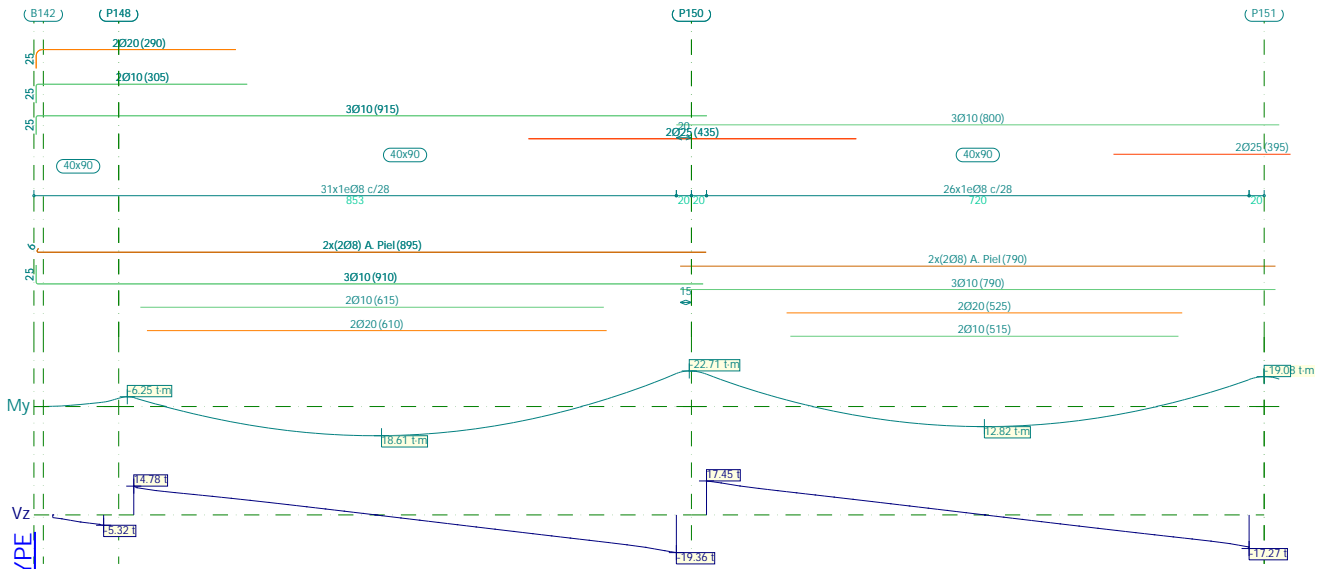 B142 P148 P150 P151
2Ø20 (290)
25
2Ø10 (305)
25
3Ø10 (915)
25
3Ø10 (800)
20
2Ø25 (435)
2Ø25 (395)
40x90 40x90 40x90
31x1eØ8 c/28 26x1eØ8 c/28
853 20 20 720 20
6
2x(2Ø8) A. Piel (895)
2x(2Ø8) A. Piel (790)
25
3Ø10 (910)
3Ø10 (790)
15
2Ø10 (615)
2Ø20 (525)
2Ø20 (610)
2Ø10 (515)
-22.71 t·m
-19.08 t·m
-6.25 t·m
My
12.82 t·m
18.61 t·m
17.45 t
14.78 t
Vz
-5.32 t
-17.27 t
-19.36 t
YPE